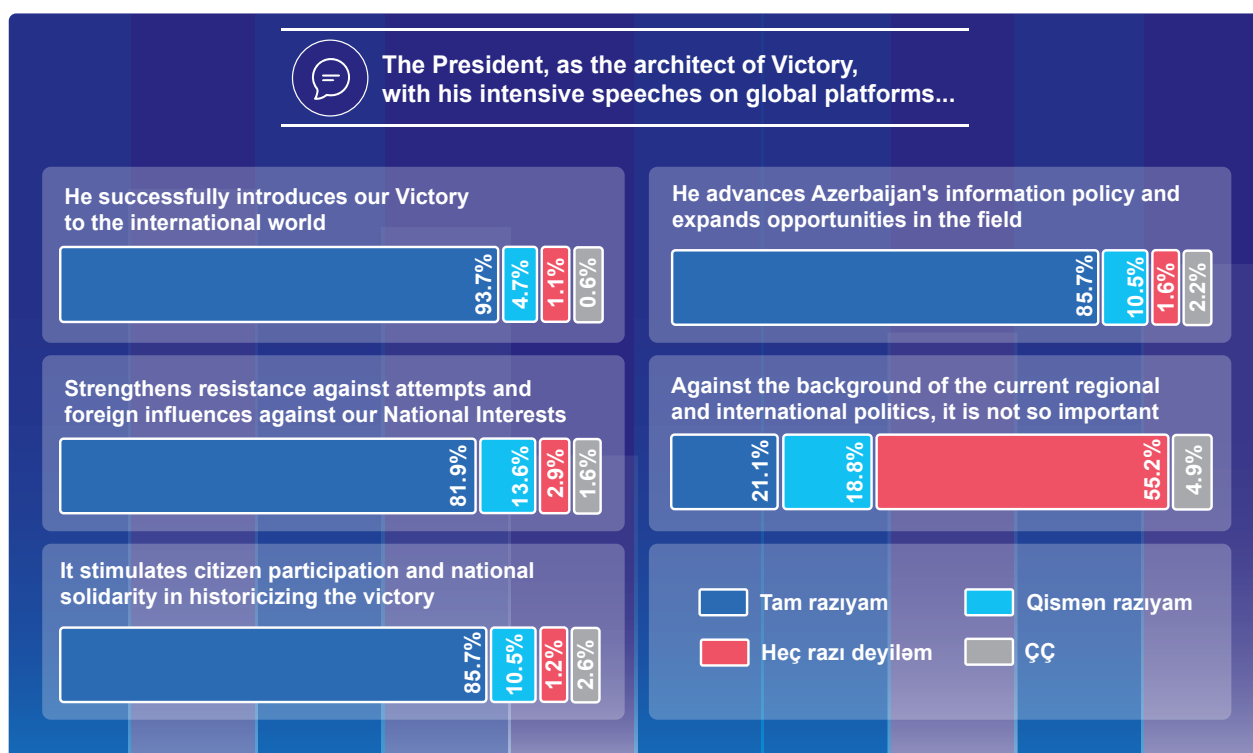 The President, as the architect of Victory,
with his intensive speeches on global platforms...
He successfully introduces our Victory
to the international world
93.7%
4.7%
1.1%
0.6%
He advances Azerbaijan's information policy and
expands opportunities in the field
85.7%
10.5%
1.6%
2.2%
Strengthens resistance against attempts and
foreign influences against our National Interests
81.9%
13.6%
2.9%
1.6%
Against the background of the current regional
and international politics, it is not so important
21.1%
18.8%
55.2%
4.9%
It stimulates citizen participation and national
solidarity in historicizing the victory
85.7%
10.5%
1.2%
2.6%
Tam razıyam
Qismən razıyam
Heç razı deyiləm
ÇÇ